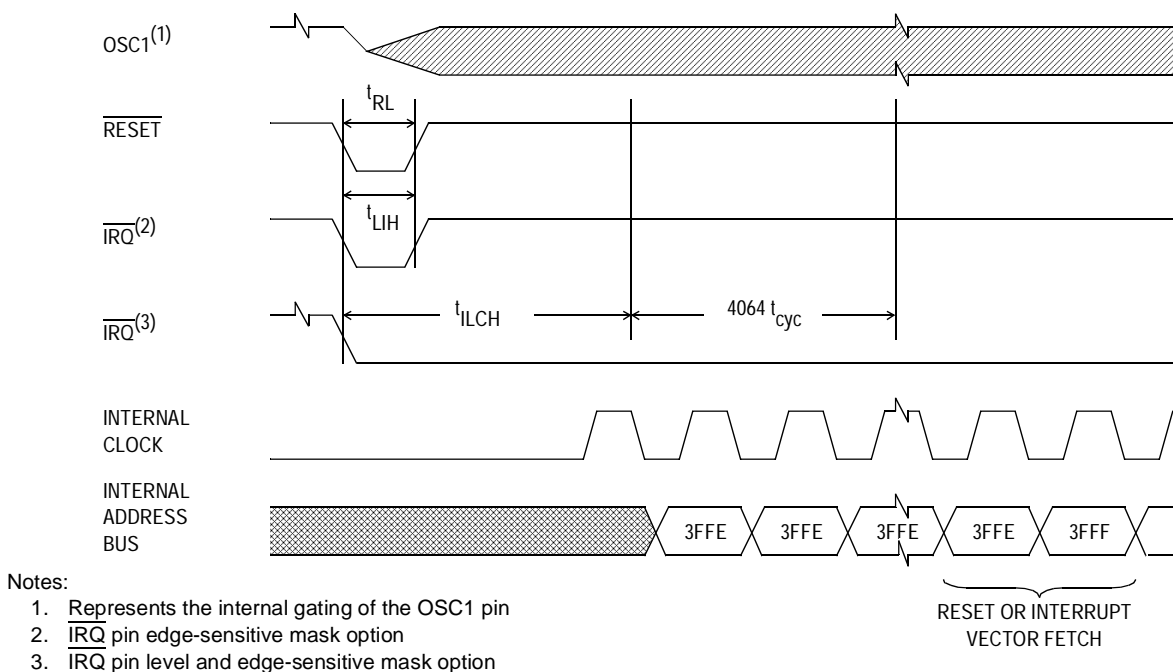 OSC1(1)
tRL
RESET
tLIH
IRQ(2)
tILCH
4064 tcyc
IRQ(3)
INTERNAL
CLOCK
INTERNAL
ADDRESS
BUS
3FFE 3FFE 3FFE 3FFE 3FFF
RESET OR INTERRUPT
VECTOR FETCH
Notes:
1. Represents the internal gating of the OSC1 pin
2. IRQ pin edge-sensitive mask option
3. IRQ pin level and edge-sensitive mask option